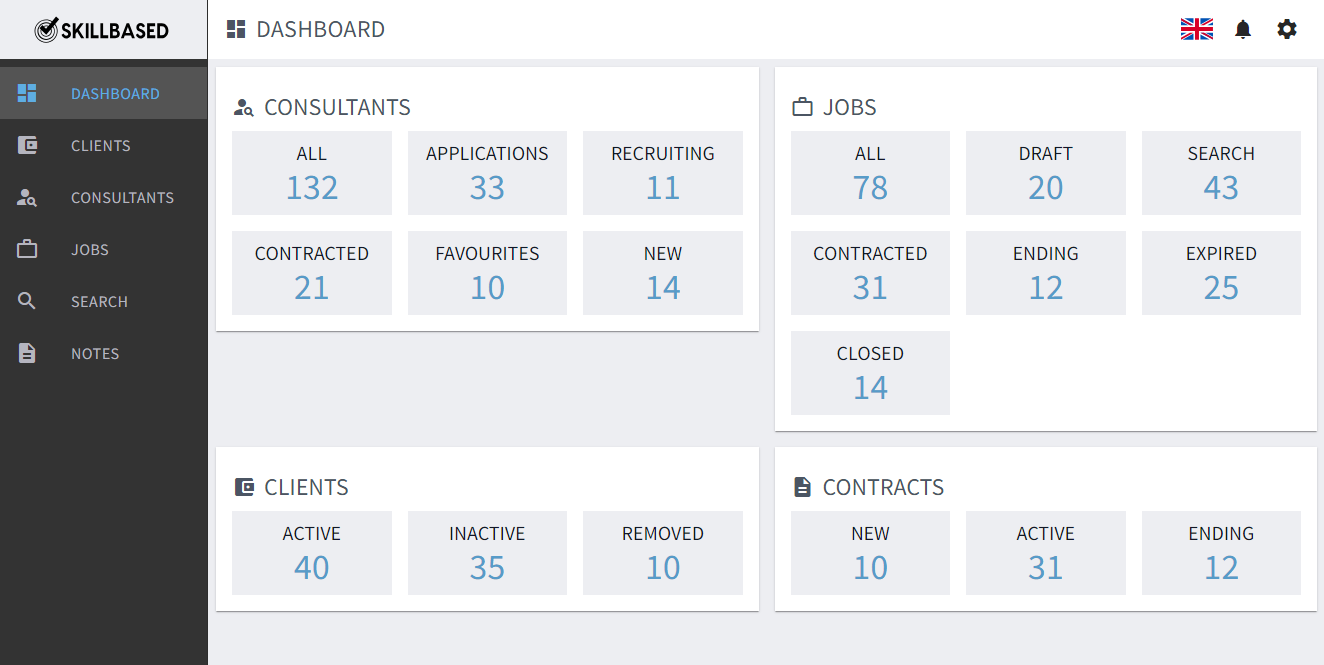 SKILLBASED
DASHBOARD
DASHBOARD
CLIENTS
CONSULTANTS
JOBS
SEARCH
NOTES
CONSULTANTS
ALL
132
APPLICATIONS
33
RECRUITING
11
CONTRACTED
21
FAVOURITES
10
NEW
14
JOBS
ALL
78
DRAFT
20
SEARCH
43
CONTRACTED
31
ENDING
12
EXPIRED
25
CLOSED
14
CLIENTS
ACTIVE
40
INACTIVE
35
REMOVED
10
CONTRACTS
NEW
10
ACTIVE
31
ENDING
12